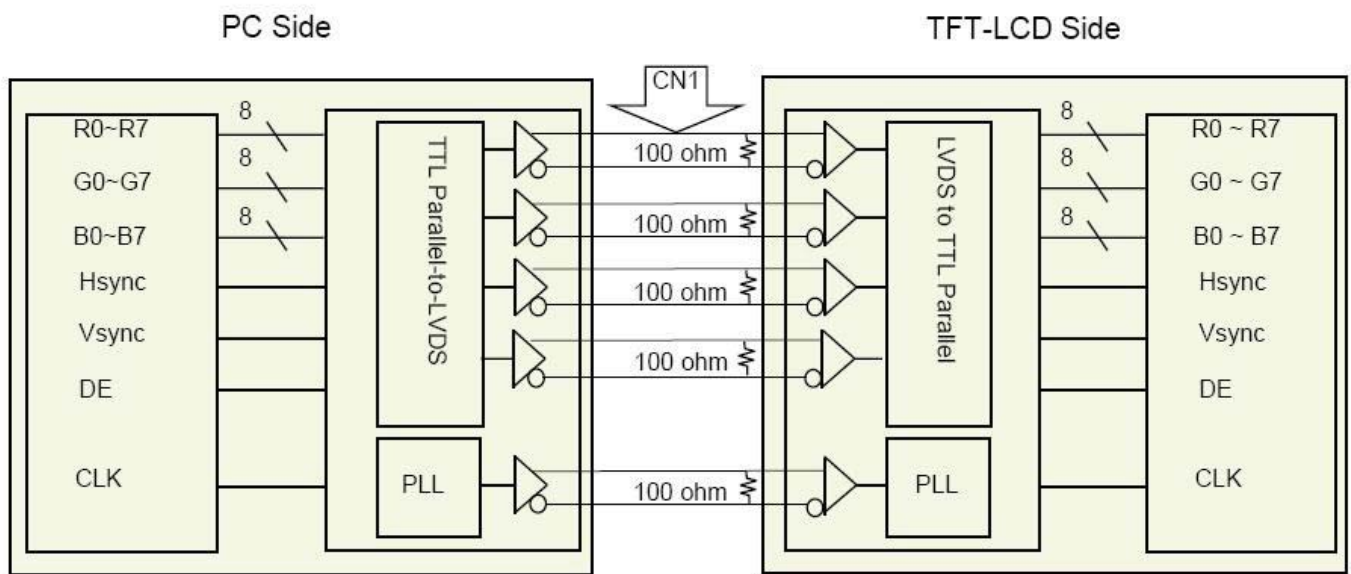 PC Side
TFT-LCD Side
CN1
R0~R7
8
G0~G7
8
B0~B7
8
Hsync
Vsync
DE
CLK
TTL Parallel-to-LVDS
PLL
100 ohm
100 ohm
100 ohm
100 ohm
100 ohm
LVDS to TTL Parallel
PLL
8
R0 ~ R7
8
G0 ~ G7
8
B0 ~ B7
Hsync
Vsync
DE
CLK